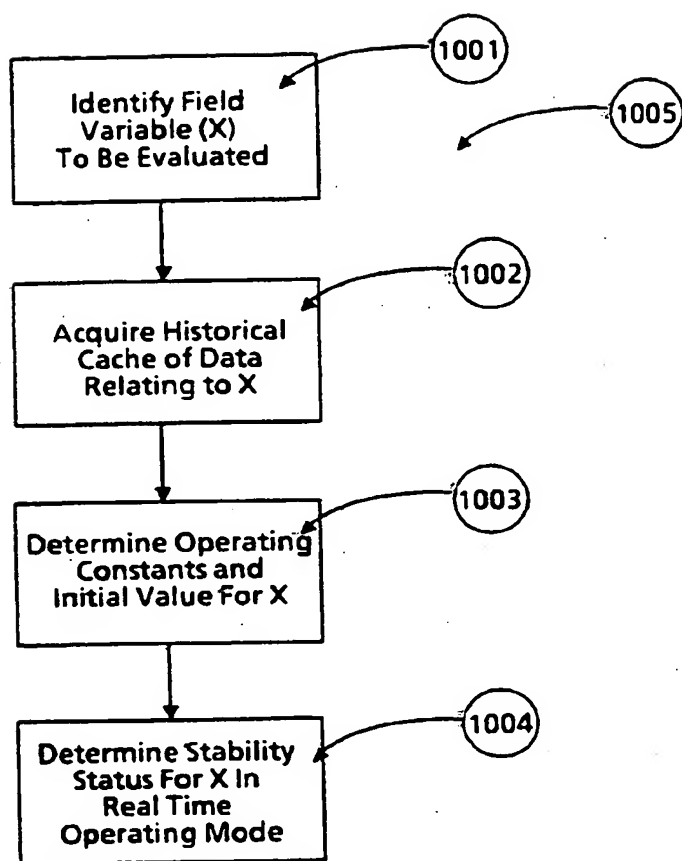 1001
Identify Field
Variable (X)
To Be Evaluated
1005
1002
Acquire Historical
Cache of Data
Relating to X
1003
Determine Operating
Constants and
Initial Value For X
1004
Determine Stability
Status For X In
Real Time
Operating Mode